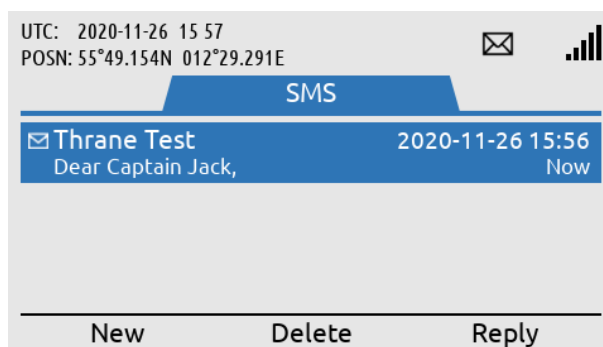 UTC: 2020-11-26 15 57
POSN: 55°49.154N 012°29.291E
SMS
Thrane Test 2020-11-26 15:56
Dear Captain Jack, Now
New Delete Reply